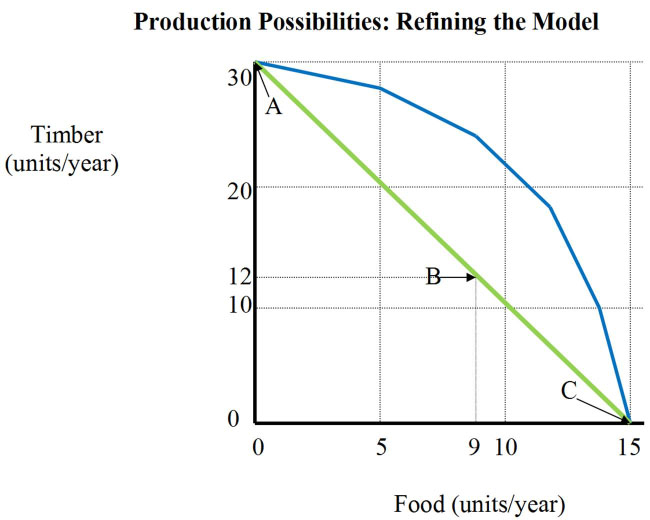 Production Possibilities: Refining the Model
30
A
Timber
(units/year)
20
12
B
10
C
0
0 5 9 10 15
Food (units/year)